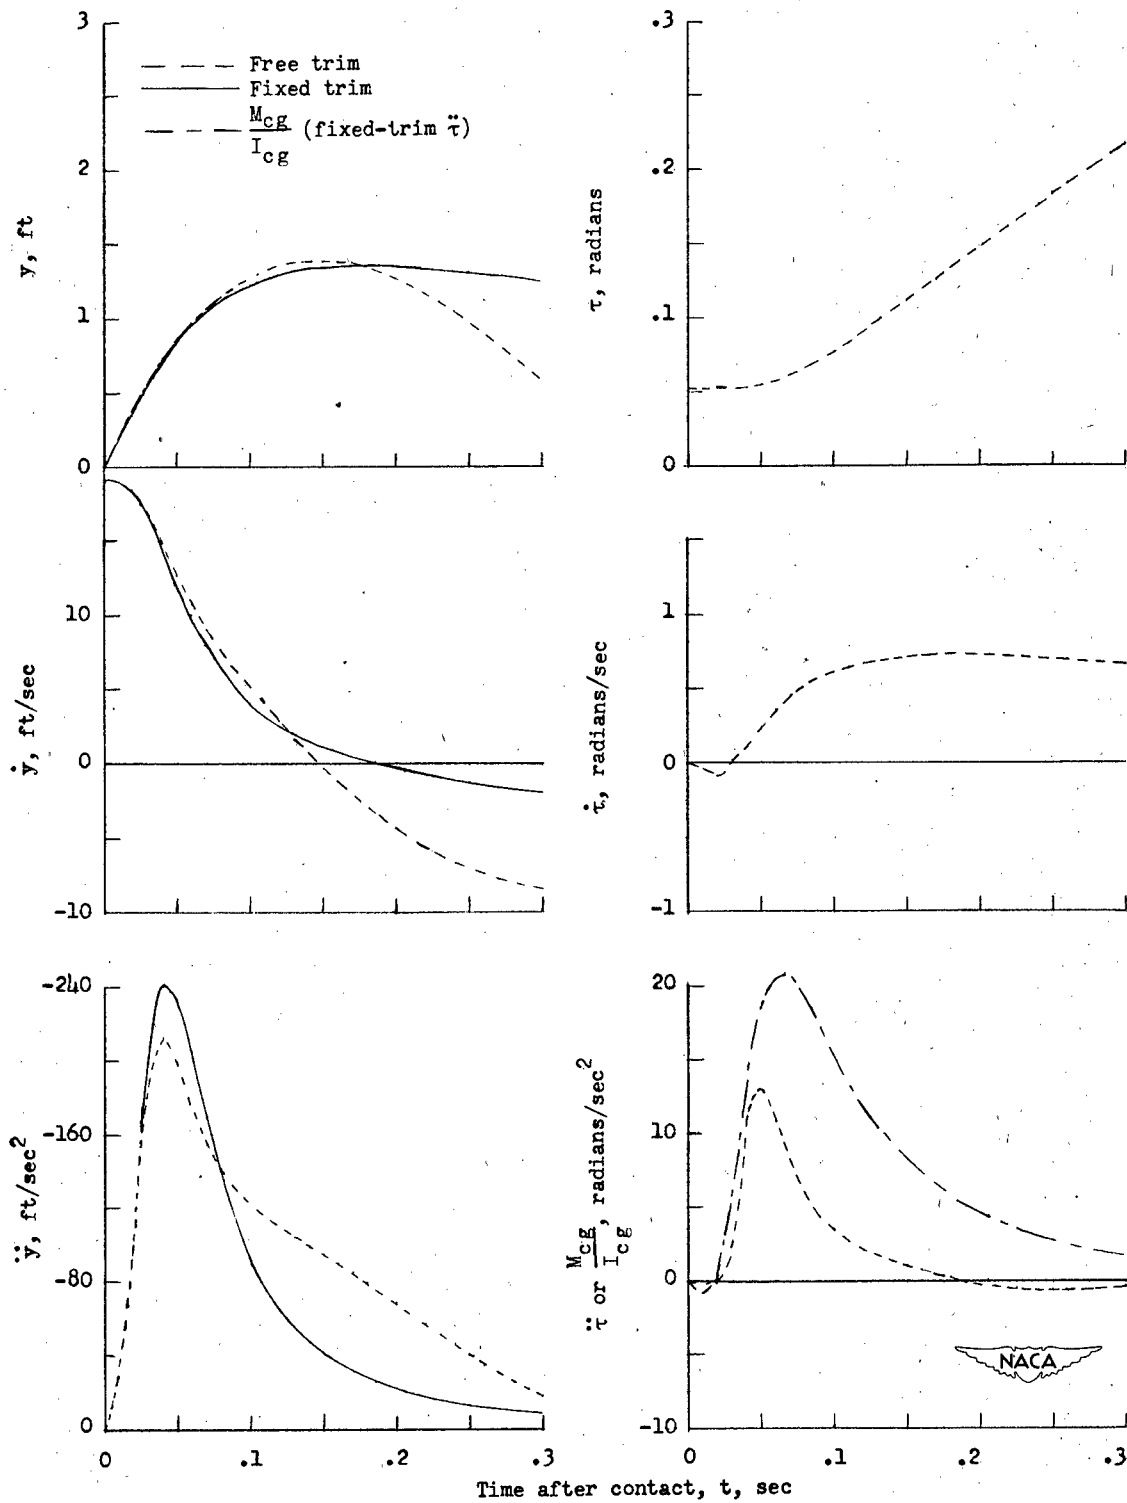 3
2
1
0
y, ft
Free trim
Fixed trim
Mcg
Icg
(fixed-trim τ̈)
.3
.2
.1
0
τ, radians
10
0
-10
ẏ, ft/sec
1
0
-1
τ̇, radians/sec
-240
-160
-80
0
ÿ, ft/sec²
0 .1 .2 .3
20
10
0
-10
τ̈ or Mcg/Icg, radians/sec²
NACA
0 .1 .2 .3
Time after contact, t, sec